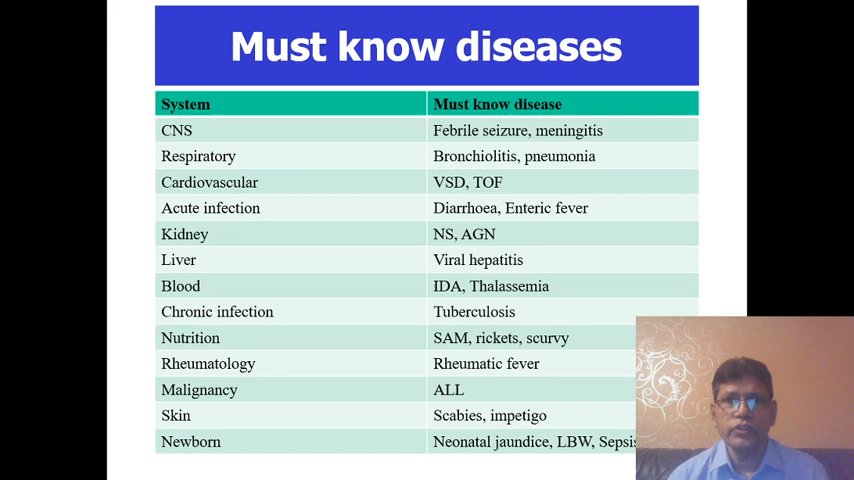 Must know diseases
System Must know disease
CNS Febrile seizure, meningitis
Respiratory Bronchiolitis, pneumonia
Cardiovascular VSD, TOF
Acute infection Diarrhoea, Enteric fever
Kidney NS, AGN
Liver Viral hepatitis
Blood IDA, Thalassemia
Chronic infection Tuberculosis
Nutrition SAM, rickets, scurvy
Rheumatology Rheumatic fever
Malignancy ALL
Skin Scabies, impetigo
Newborn Neonatal jaundice, LBW, Sepsis